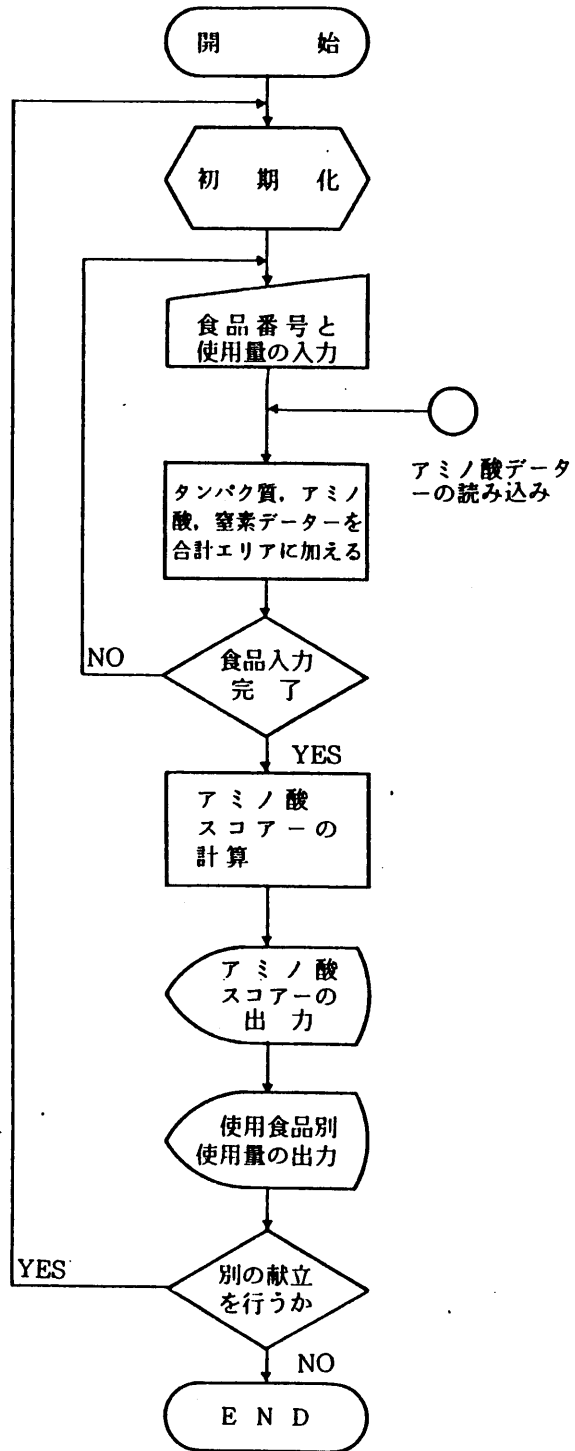 開始
初期化
食品番号と
使用量の入力
アミノ酸データ
ーの読み込み
タンパク質，アミノ
酸，窒素データーを
合計エリアに加える
食品入力
完了
NO
YES
アミノ酸
スコアーの
計算
アミノ酸
スコアーの
出力
使用食品別
使用量の出力
別の献立
を行うか
YES
NO
END